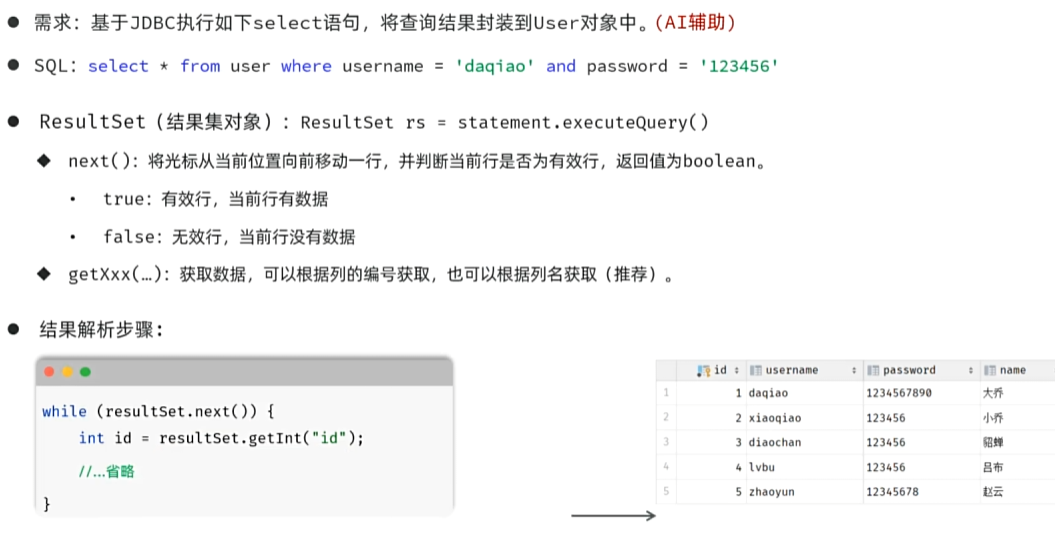 ● 需求：基于JDBC执行如下select语句，将查询结果封装到User对象中。(AI辅助)
● SQL：select * from user where username = 'daqiao' and password = '123456'
● ResultSet（结果集对象）：ResultSet rs = statement.executeQuery()
◆ next()：将光标从当前位置向前移动一行，并判断当前行是否为有效行，返回值为boolean。
• true：有效行，当前行有数据
• false：无效行，当前行没有数据
◆ getXxx(…)：获取数据，可以根据列的编号获取，也可以根据列名获取（推荐）。
● 结果解析步骤：
while (resultSet.next()) {
int id = resultSet.getInt("id");
//...省略
}
id username password name
1 1 daqiao 1234567890 大乔
2 2 xiaoqiao 123456 小乔
3 3 diaochan 123456 貂蝉
4 4 lvbu 123456 吕布
5 5 zhaoyun 12345678 赵云